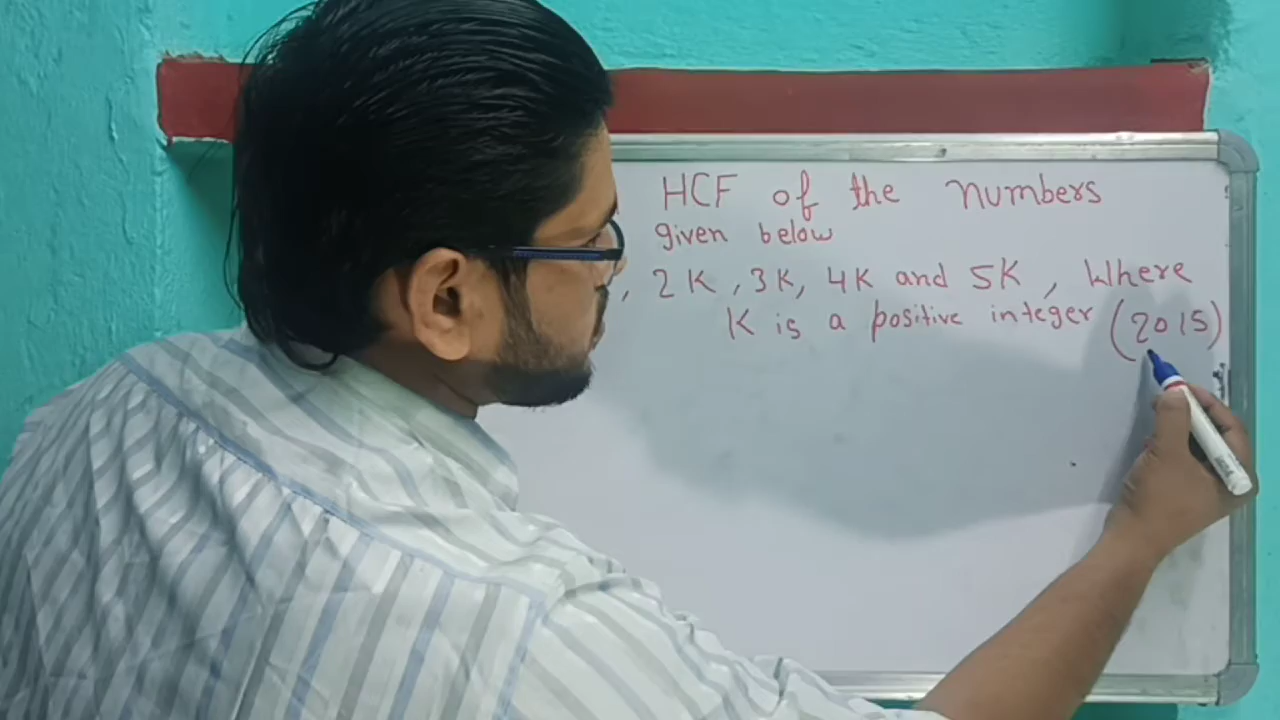 HCF of the Numbers
given below
, 2K, 3K, 4K and 5K, Where
K is a positive integer (2015)